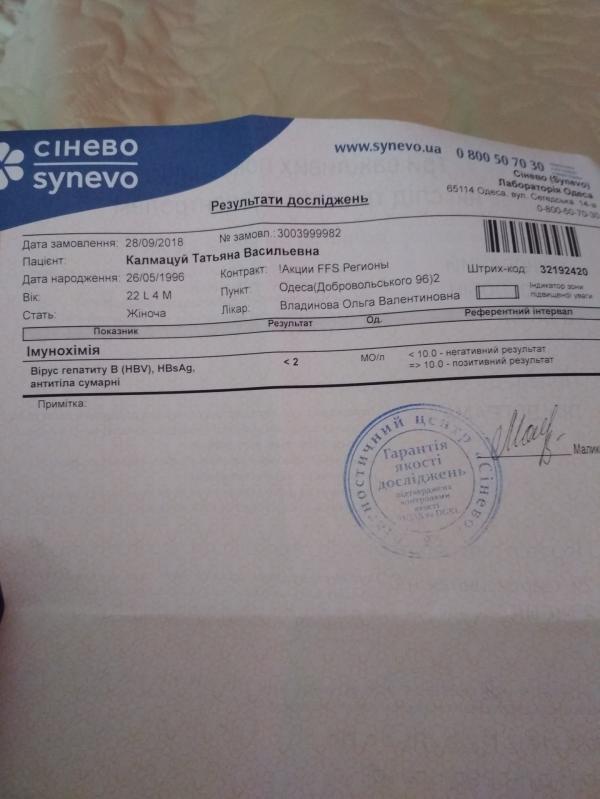 сінево
synevo
www.synevo.ua 0 800 50 70 30
Сінево (Synevo)
Лабораторія Одеса
65114 Одеса, вул. Сегедська, 14-а
0-800-50-70-30
Результати досліджень
Дата замовлення: 28/09/2018 № замовл.:3003999982
Пацієнт: Калмацуй Татьяна Васильевна
Дата народження: 26/05/1996 Контракт: !Акции FFS Регионы Штрих-код: 32192420
Вік: 22 L 4 M Пункт: Одеса(Добровольського 96)2
Індикатор зони
підвищеної уваги
Стать: Жіноча Лікар: Владинова Ольга Валентиновна
Показник Результат Од. Референтний інтервал
Імунохімія
Вірус гепатиту В (HBV), HBsAg, < 2 МО/л < 10.0 - негативний результат
антитіла сумарні => 10.0 - позитивний результат
Примітка:
Малик
центр "Сінево"
Гарантія
якості
досліджень
підтверджена
контролями
якості